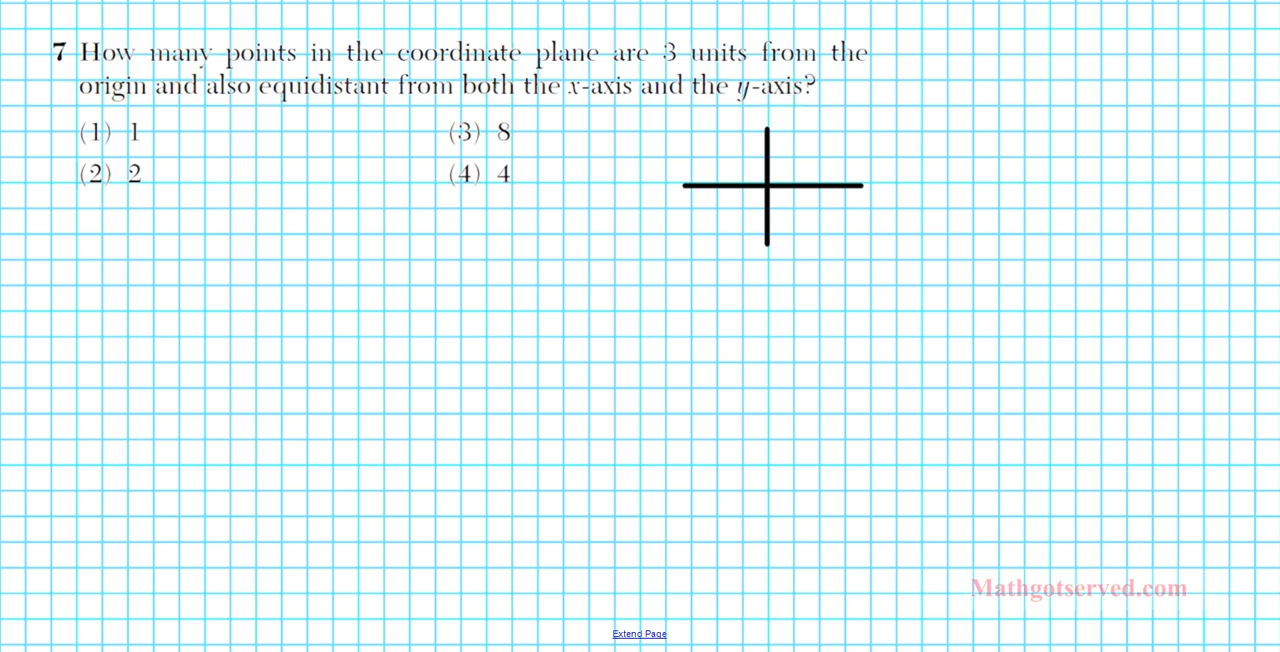 7 How many points in the coordinate plane are 3 units from the
origin and also equidistant from both the x-axis and the y-axis?
(1) 1 (3) 8
(2) 2 (4) 4
Mathgotserved.com
Extend Page